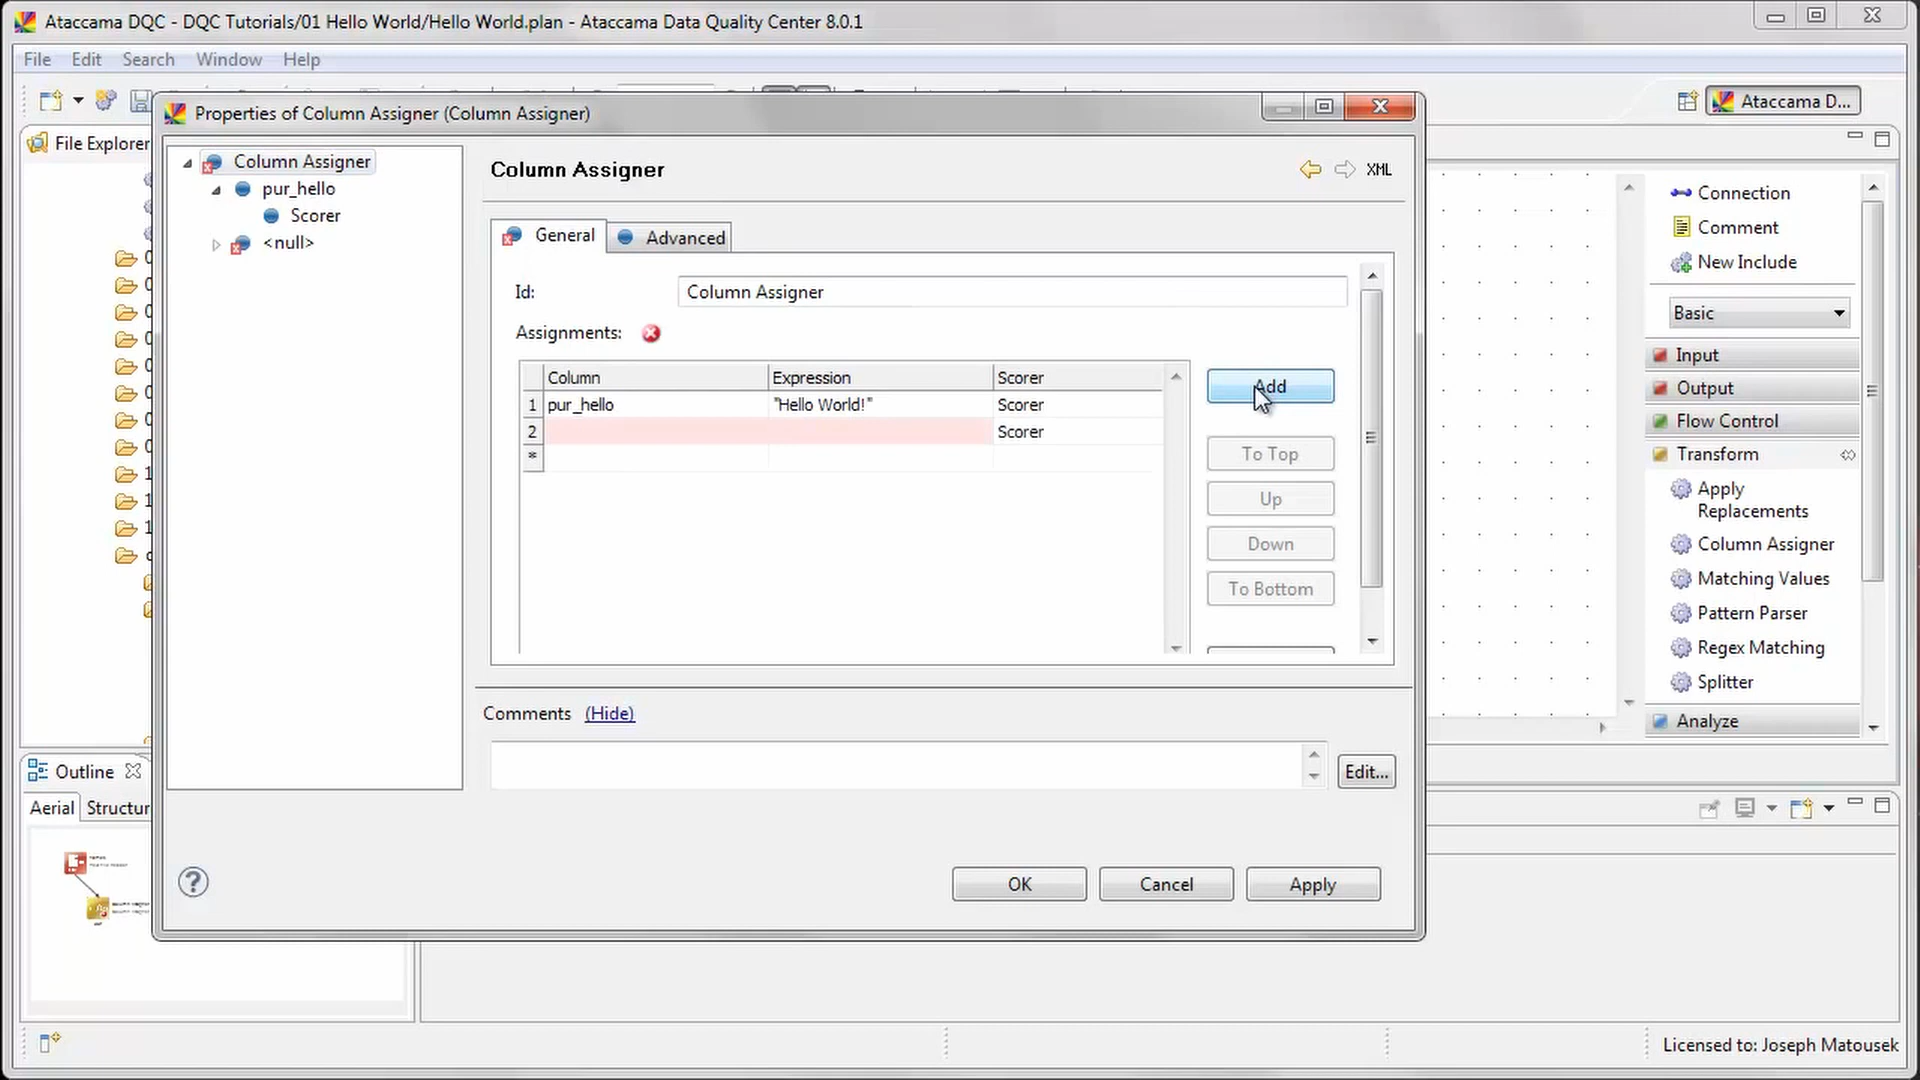 Ataccama DQC - DQC Tutorials/01 Hello World/Hello World.plan - Ataccama Data Quality Center 8.0.1
File Edit Search Window Help
Ataccama D...
File Explorer
Properties of Column Assigner (Column Assigner)
Column Assigner
pur_hello
Scorer
<null>
Column Assigner
XML
General
Advanced
Id:
Column Assigner
Assignments:
Column Expression Scorer
1 pur_hello "Hello World!" Scorer
2 Scorer
*
Add
To Top
Up
Down
To Bottom
Comments (Hide)
Edit...
OK
Cancel
Apply
Connection
Comment
New Include
Basic
Input
Output
Flow Control
Transform
Apply
Replacements
Column Assigner
Matching Values
Pattern Parser
Regex Matching
Splitter
Analyze
Outline
Aerial Structur
Licensed to: Joseph Matousek